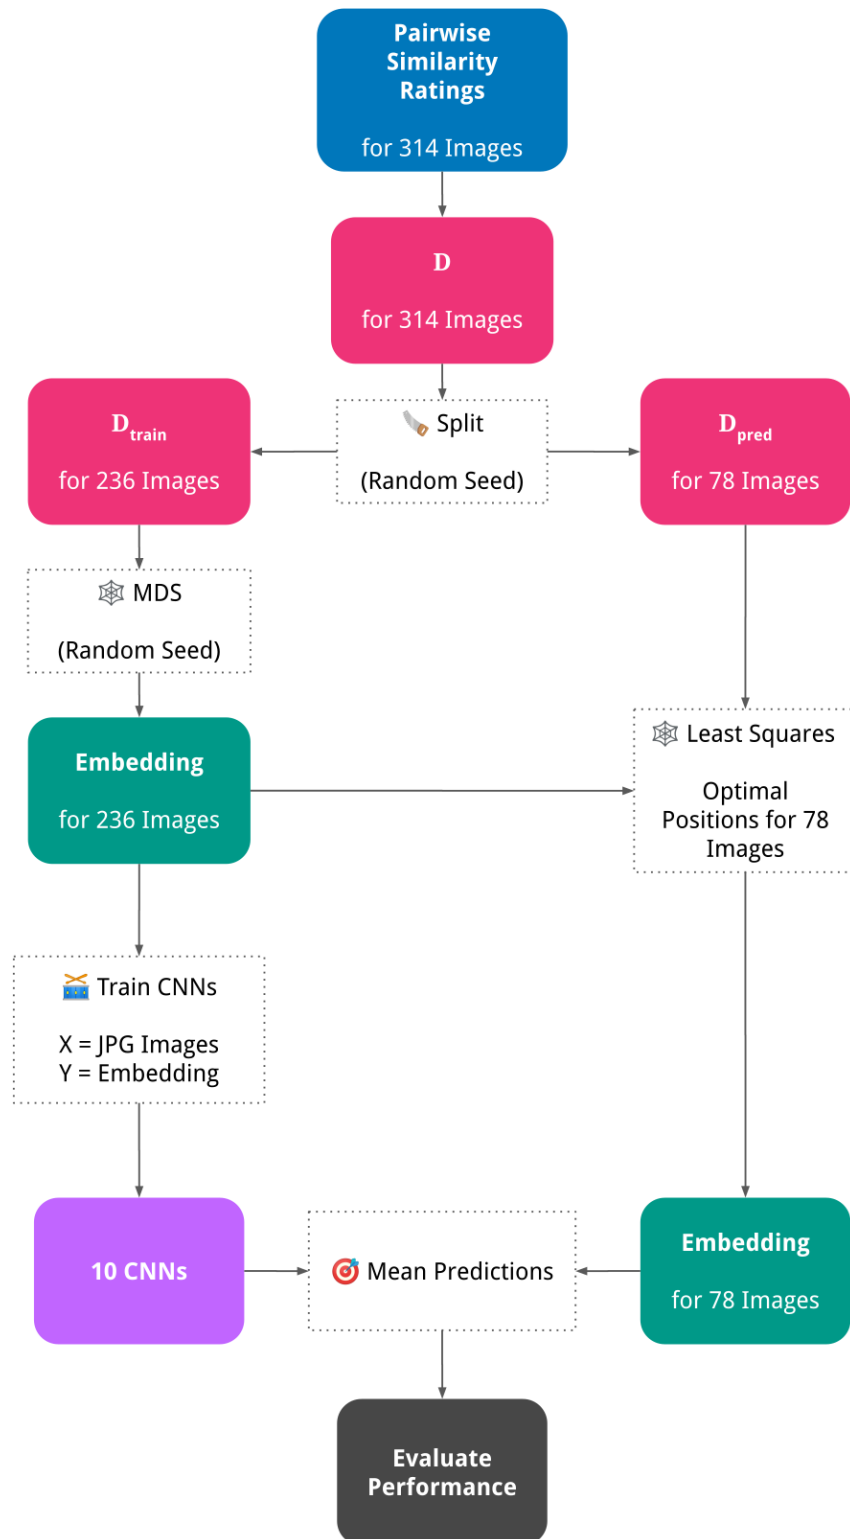 Pairwise
Similarity
Ratings
for 314 Images
D
for 314 Images
D_train
for 236 Images
Split
(Random Seed)
D_pred
for 78 Images
MDS
(Random Seed)
Embedding
for 236 Images
Least Squares
Optimal
Positions for 78
Images
Train CNNs
X = JPG Images
Y = Embedding
10 CNNs
Mean Predictions
Embedding
for 78 Images
Evaluate
Performance